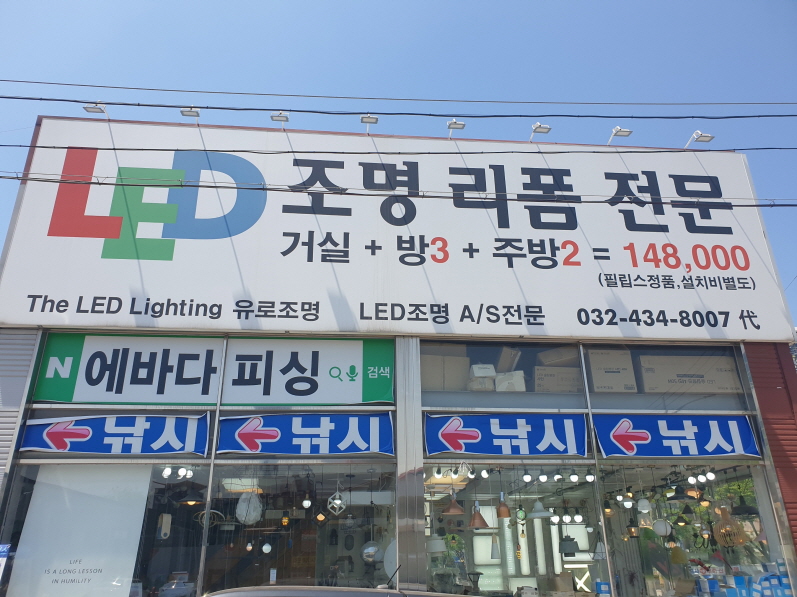 LED 조명 리폼 전문
거실 + 방3 + 주방2 = 148,000
(필립스정품,설치비별도)
The LED Lighting 유로조명 LED조명 A/S전문 032-434-8007 代
N 에바다 피싱 검색
낚시 낚시 낚시 낚시
LIFE
IS A LONG LESSON
IN HUMILITY